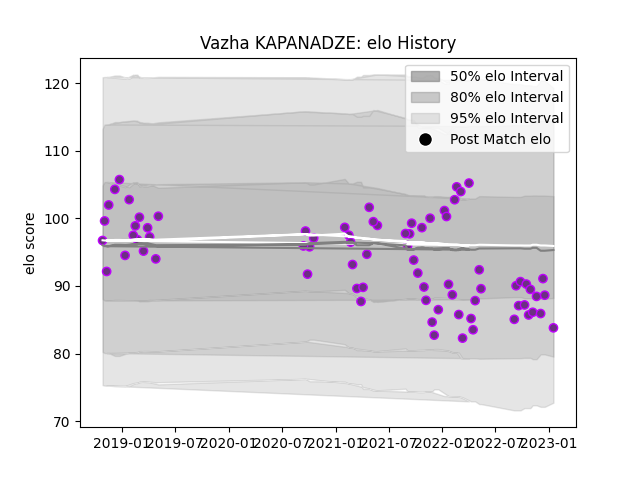 Vazha KAPANADZE: elo History
120
110
100
90
80
70
elo score
50% elo Interval
80% elo Interval
95% elo Interval
Post Match elo
2019-01
2019-07
2020-01
2020-07
2021-01
2021-07
2022-01
2022-07
2023-01